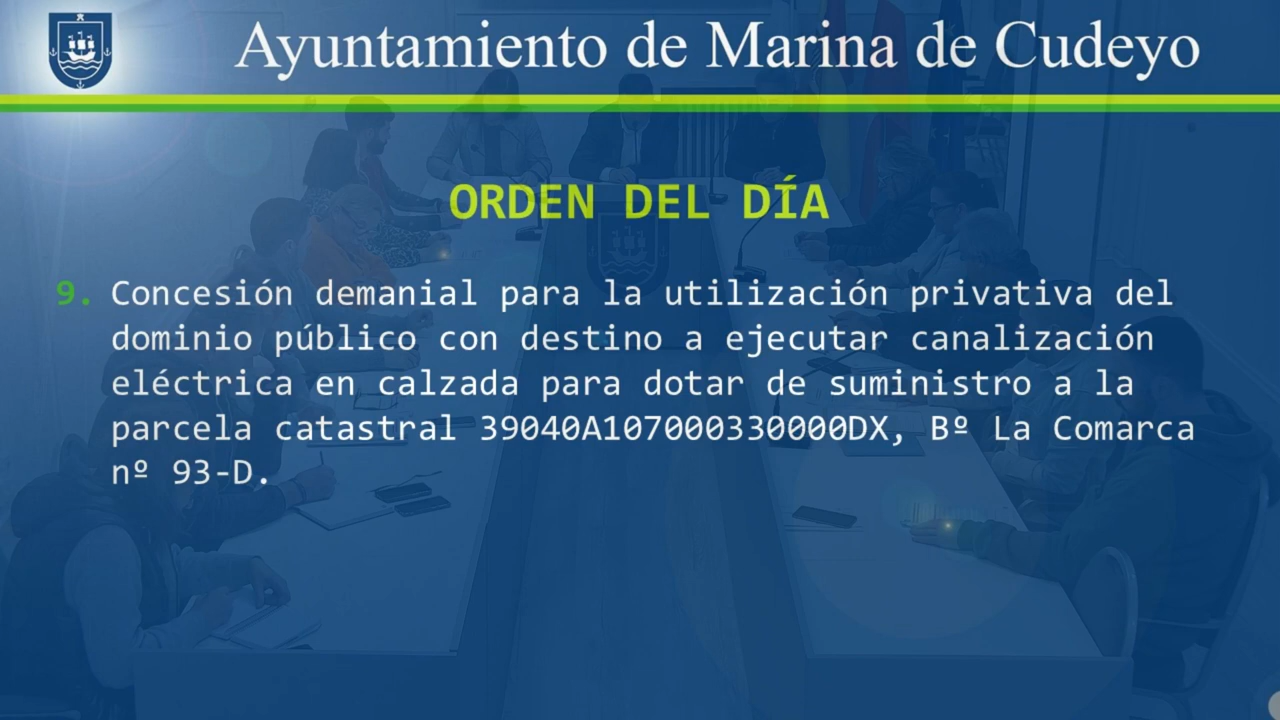 Ayuntamiento de Marina de Cudeyo
ORDEN DEL DÍA
9. Concesión demanial para la utilización privativa del
dominio público con destino a ejecutar canalización
eléctrica en calzada para dotar de suministro a la
parcela catastral 39040A107000330000DX, Bº La Comarca
nº 93-D.